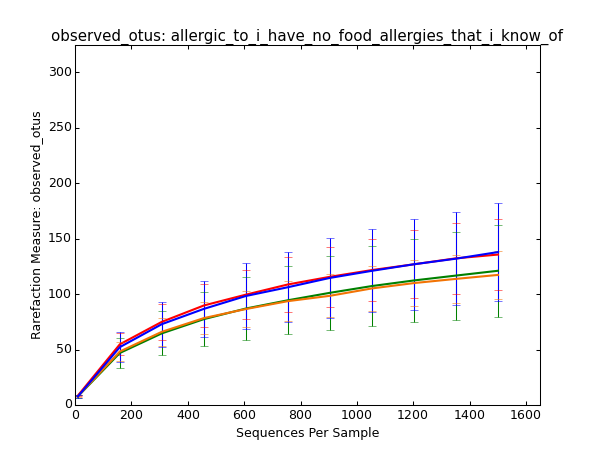 observed_otus: allergic_to_i_have_no_food_allergies_that_i_know_of
Rarefaction Measure: observed_otus
300
250
200
150
100
50
0
0 200 400 600 800 1000 1200 1400 1600
Sequences Per Sample